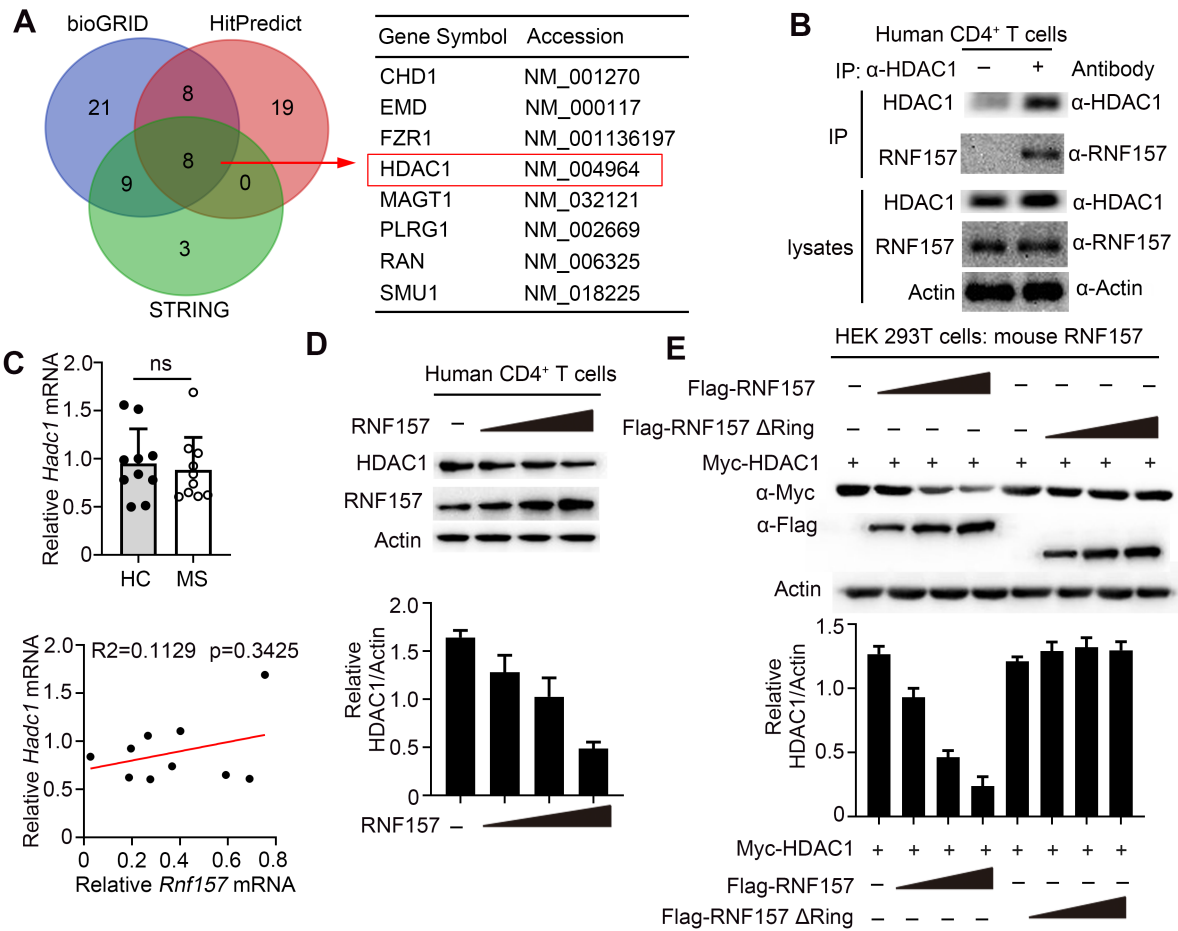 A
bioGRID
HitPredict
21
8
19
8
9
0
3
STRING
Gene Symbol Accession
CHD1 NM_001270
EMD NM_000117
FZR1 NM_001136197
HDAC1 NM_004964
MAGT1 NM_032121
PLRG1 NM_002669
RAN NM_006325
SMU1 NM_018225
B
Human CD4⁺ T cells
IP: α-HDAC1 − + Antibody
IP
HDAC1 α-HDAC1
RNF157 α-RNF157
lysates
HDAC1 α-HDAC1
RNF157 α-RNF157
Actin α-Actin
C
Relative Hadc1 mRNA
2.0
1.5
1.0
0.5
0
ns
HC MS
Relative Hadc1 mRNA
2.0
1.5
1.0
0.5
0
R2=0.1129 p=0.3425
0 0.2 0.4 0.6 0.8
Relative Rnf157 mRNA
D
Human CD4⁺ T cells
RNF157 −
HDAC1
RNF157
Actin
Relative
HDAC1/Actin
2.0
1.5
1.0
0.5
0
RNF157 −
E
HEK 293T cells: mouse RNF157
Flag-RNF157 − − − − −
Flag-RNF157 ΔRing − − − − −
Myc-HDAC1 + + + + + + + +
α-Myc
α-Flag
Actin
Relative
HDAC1/Actin
1.5
1.0
0.5
0
Myc-HDAC1 + + + + + + + +
Flag-RNF157 − − − − −
Flag-RNF157 ΔRing − − − − −